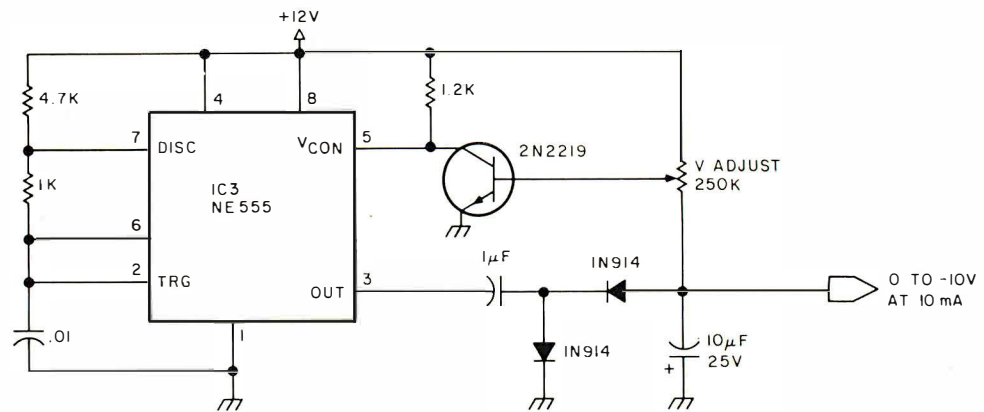 +12V
4.7K
4
8
1.2K
7
DISC
VCON
5
2N2219
V ADJUST
250K
1K
IC3
NE555
6
1µF
1N914
2
TRG
OUT
3
0 TO -10V
AT 10 mA
.01
1
1N914
10µF
25V
+